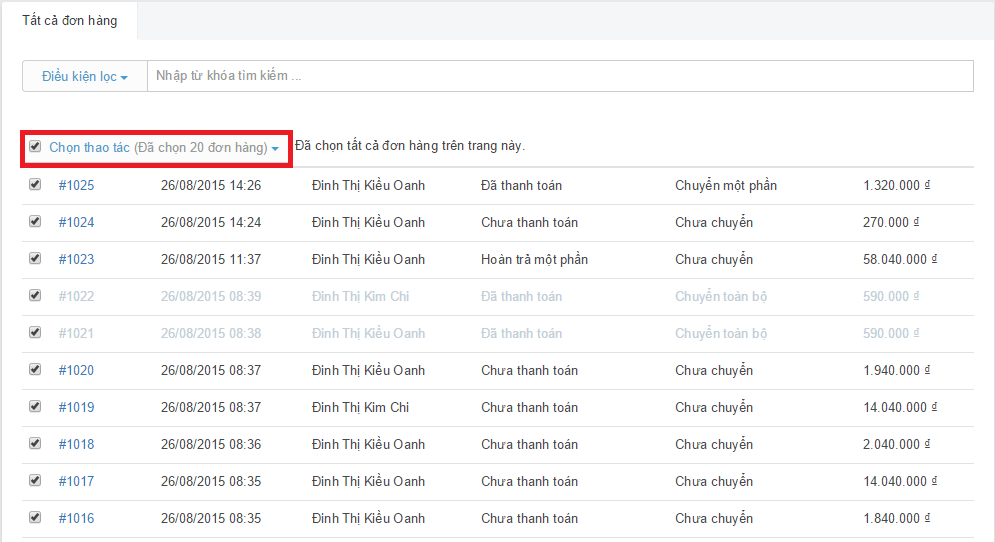 Tất cả đơn hàng
Điều kiện lọc Nhập từ khóa tìm kiếm ...
Chọn thao tác (Đã chọn 20 đơn hàng) Đã chọn tất cả đơn hàng trên trang này.
#1025 26/08/2015 14:26 Đinh Thị Kiều Oanh Đã thanh toán Chuyển một phần 1.320.000 ₫
#1024 26/08/2015 14:24 Đinh Thị Kiều Oanh Chưa thanh toán Chưa chuyển 270.000 ₫
#1023 26/08/2015 11:37 Đinh Thị Kiều Oanh Hoàn trả một phần Chưa chuyển 58.040.000 ₫
#1022 26/08/2015 08:39 Đinh Thị Kim Chi Đã thanh toán Chuyển toàn bộ 590.000 ₫
#1021 26/08/2015 08:38 Đinh Thị Kiều Oanh Đã thanh toán Chuyển toàn bộ 590.000 ₫
#1020 26/08/2015 08:37 Đinh Thị Kiều Oanh Chưa thanh toán Chưa chuyển 1.940.000 ₫
#1019 26/08/2015 08:37 Đinh Thị Kim Chi Chưa thanh toán Chưa chuyển 14.040.000 ₫
#1018 26/08/2015 08:36 Đinh Thị Kiều Oanh Chưa thanh toán Chưa chuyển 2.040.000 ₫
#1017 26/08/2015 08:35 Đinh Thị Kiều Oanh Chưa thanh toán Chưa chuyển 14.040.000 ₫
#1016 26/08/2015 08:35 Đinh Thị Kiều Oanh Chưa thanh toán Chưa chuyển 1.840.000 ₫